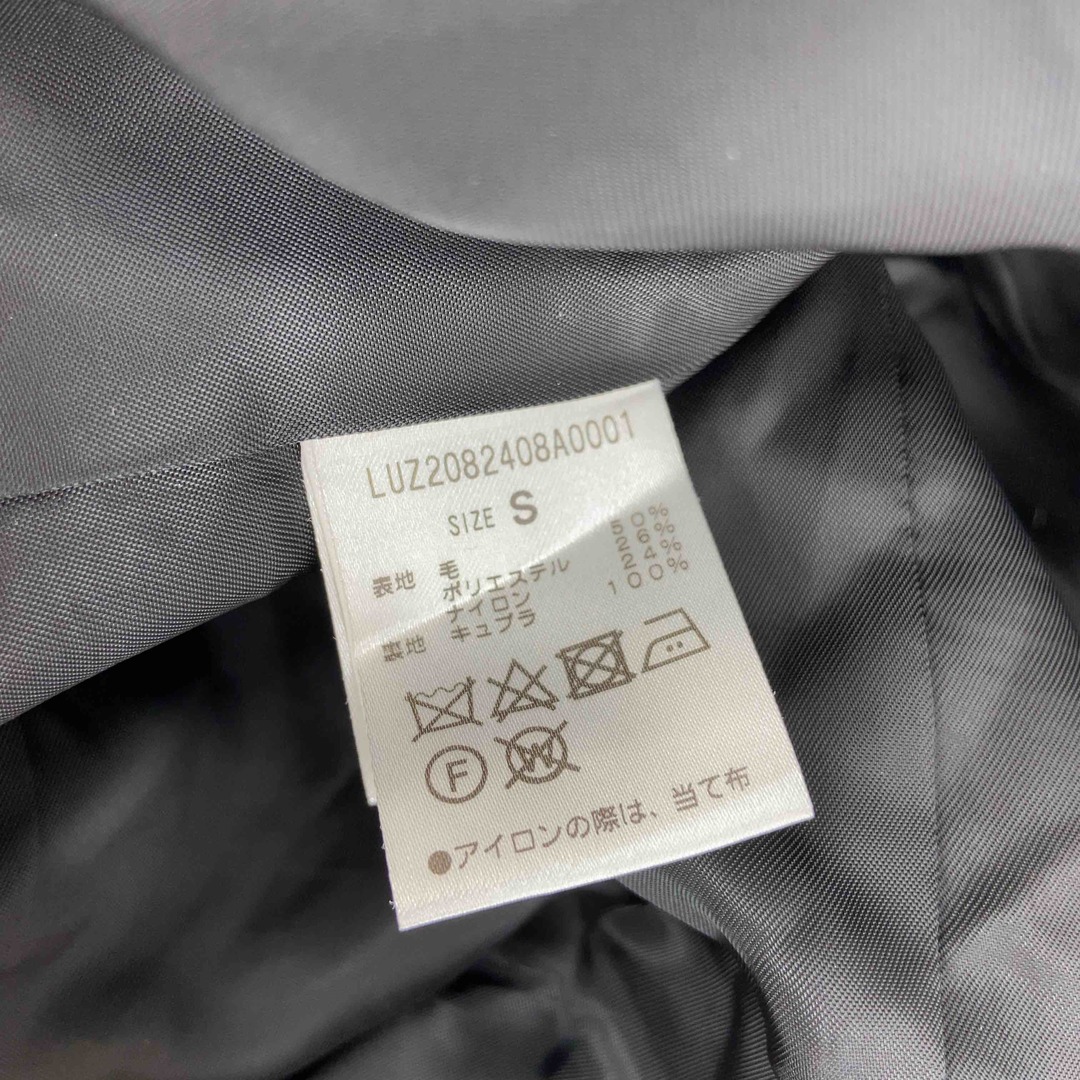 LUZ2082408A0001
SIZE S
表地 毛 50%
ポリエステル 26%
ナイロン 24%
裏地 キュプラ 100%
F
W
●アイロンの際は、当て布